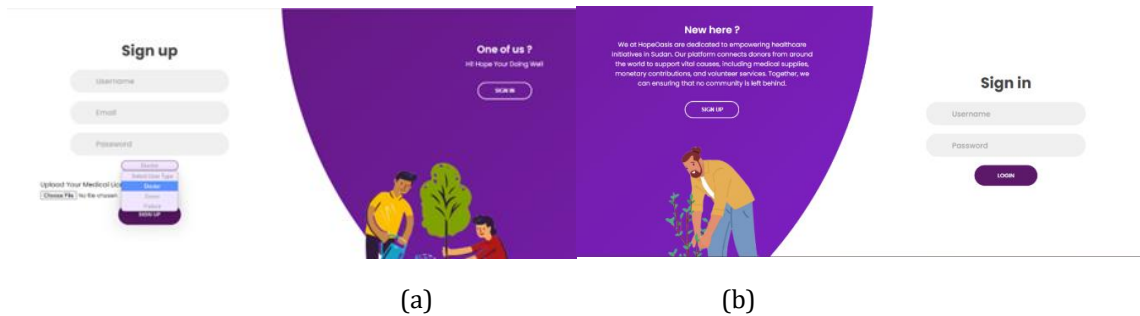 Sign up
Username
Email
Password
Doctor
Select User Type
Upload Your Medical Lic
Doctor
Choose File No file chosen
Donor
SIGN UP
One of us ?
Hi! Hope Your Doing Well
SIGN IN
(a)
New here ?
We at HopeOasis are dedicated to empowering healthcare
initiatives in Sudan. Our platform connects donors from around
the world to support vital causes, including medical supplies,
monetary contributions, and volunteer services. Together, we
can ensuring that no community is left behind.
SIGN UP
Sign in
Username
Password
LOGIN
(b)